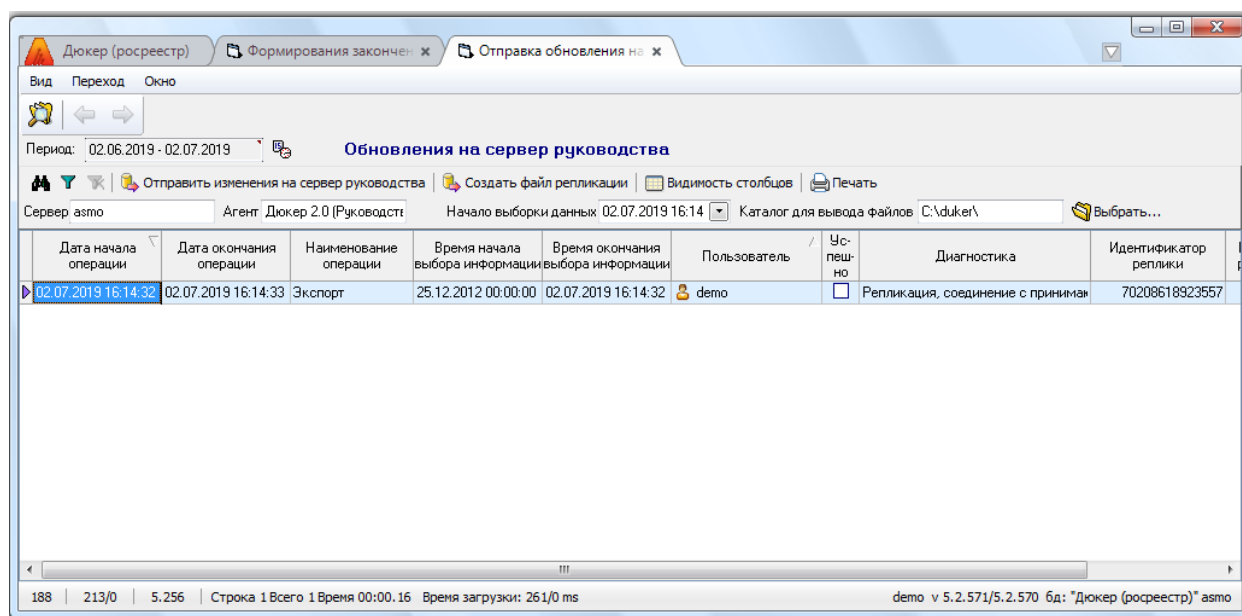 Дюкер (росреестр) Формирования закончен Отправка обновления на
Вид Переход Окно
Период: 02.06.2019 - 02.07.2019 Обновления на сервер руководства
Отправить изменения на сервер руководства Создать файл репликации Видимость столбцов Печать
Сервер asmo Агент Дюкер 2.0 (Руководств Начало выборки данных 02.07.2019 16:14 Каталог для вывода файлов C:\duker\ Выбрать...
Дата начала операции Дата окончания операции Наименование операции Время начала выбора информации Время окончания выбора информации Пользователь Ус-пеш-но Диагностика Идентификатор реплики
02.07.2019 16:14:32 02.07.2019 16:14:33 Экспорт 25.12.2012 00:00:00 02.07.2019 16:14:32 demo Репликация, соединение с принимак 70208618923557
188 213/0 5.256 Строка 1 Всего 1 Время 00:00.16 Время загрузки: 261/0 ms demo v 5.2.571/5.2.570 бд: "Дюкер (росреестр)" asmo